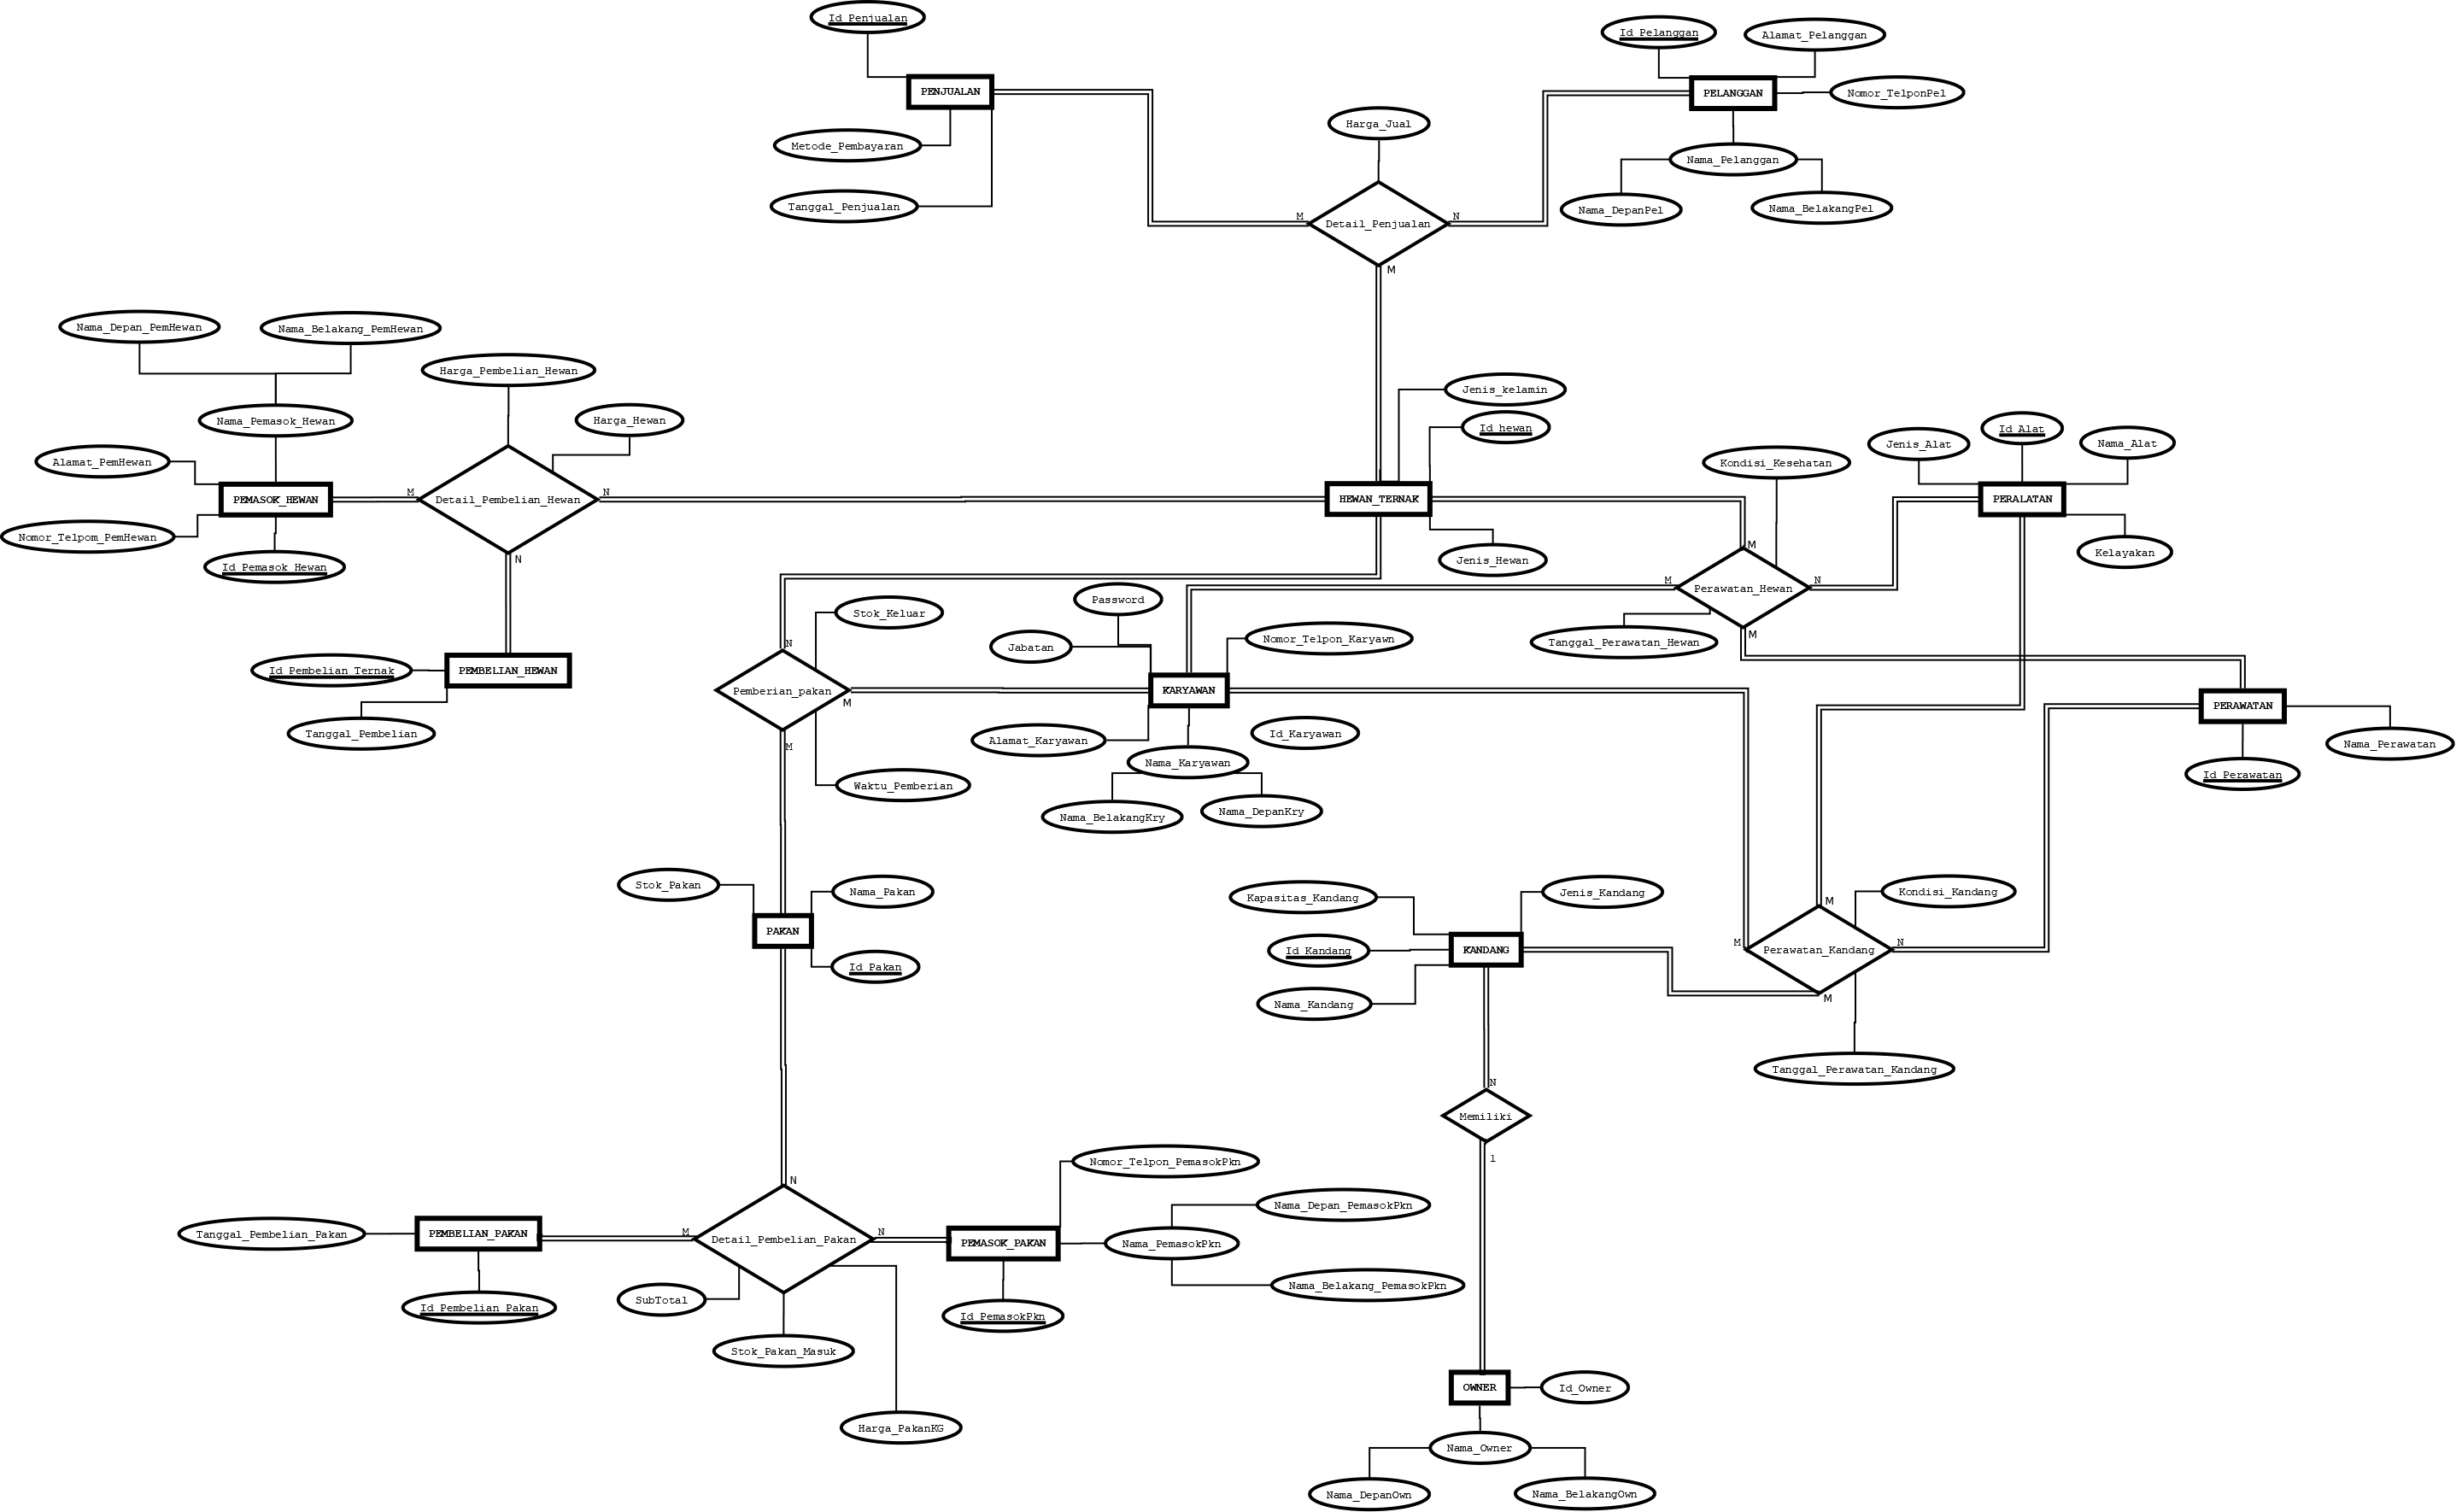 Id_Penjualan
PENJUALAN
Metode_Pembayaran
Tanggal_Penjualan
Id_Pelanggan
Alamat_Pelanggan
PELANGGAN
Nomor_TelponPel
Nama_Pelanggan
Nama_DepanPel
Nama_BelakangPel
Harga_Jual
M
Detail_Penjualan
N
M
Nama_Depan_PemHewan
Nama_Belakang_PemHewan
Nama_Pemasok_Hewan
Alamat_PemHewan
PEMASOK_HEWAN
Nomor_Telpom_PemHewan
Id_Pemasok_Hewan
Harga_Pembelian_Hewan
Harga_Hewan
M
Detail_Pembelian_Hewan
N
N
Id_Pembelian_Ternak
PEMBELIAN_HEWAN
Tanggal_Pembelian
Jenis_kelamin
Id_hewan
HEWAN_TERNAK
Jenis_Hewan
Kondisi_Kesehatan
M
M
Perawatan_Hewan
N
M
Tanggal_Perawatan_Hewan
Jenis_Alat
Id_Alat
Nama_Alat
PERALATAN
Kelayakan
Stok_Keluar
N
Pemberian_pakan
M
M
Waktu_Pemberian
Password
Jabatan
Nomor_Telpon_Karyawn
KARYAWAN
Alamat_Karyawan
Id_Karyawan
Nama_Karyawan
Nama_BelakangKry
Nama_DepanKry
PERAWATAN
Nama_Perawatan
Id_Perawatan
Stok_Pakan
Nama_Pakan
PAKAN
Id_Pakan
Kapasitas_Kandang
Jenis_Kandang
Id_Kandang
KANDANG
Nama_Kandang
M
Kondisi_Kandang
M
Perawatan_Kandang
N
M
Tanggal_Perawatan_Kandang
N
Memiliki
1
Tanggal_Pembelian_Pakan
PEMBELIAN_PAKAN
Id_Pembelian_Pakan
N
M
Detail_Pembelian_Pakan
N
SubTotal
Stok_Pakan_Masuk
Harga_PakanKG
Nomor_Telpon_PemasokPkn
Nama_Depan_PemasokPkn
PEMASOK_PAKAN
Nama_PemasokPkn
Nama_Belakang_PemasokPkn
Id_PemasokPkn
OWNER
Id_Owner
Nama_Owner
Nama_DepanOwn
Nama_BelakangOwn